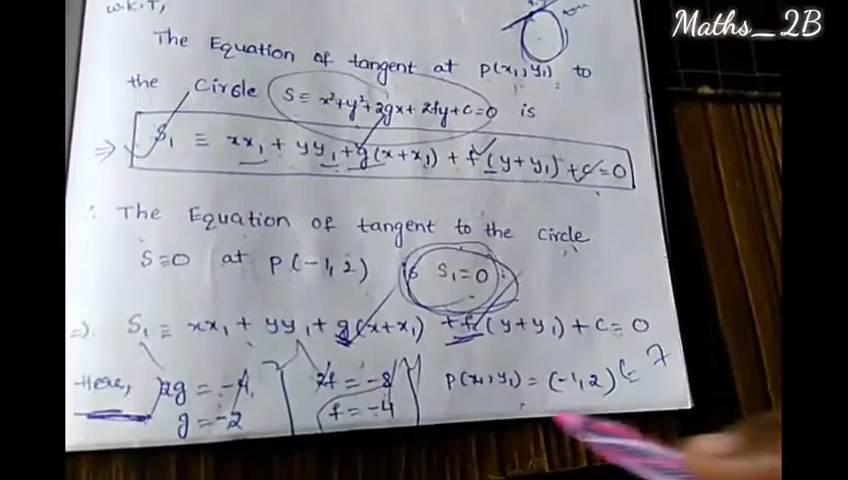 Maths_2B
W.K.T,
The Equation of tangent at P(x₁,y₁) to
the Circle S ≡ x²+y²+2gx+2fy+c=0 is
⇒ S₁ ≡ xx₁ + yy₁ + g(x+x₁) + f(y+y₁) + c = 0
∴ The Equation of tangent to the circle
S=0 at P(-1,2) is S₁=0
⇒ S₁ ≡ xx₁ + yy₁ + g(x+x₁) + f(y+y₁) + c = 0
Here, 2g = -4 2f = -8 P(x₁,y₁) = (-1,2) c = 7
g = -2 f = -4